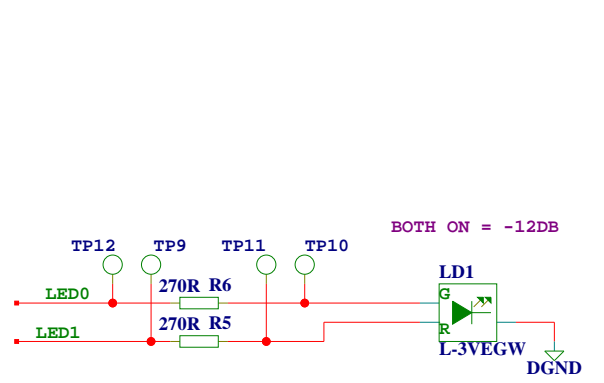 BOTH ON = -12DB
TP12 TP9 TP11 TP10
LD1
270R R6
LED0
G
270R R5
LED1
R
L-3VEGW
DGND